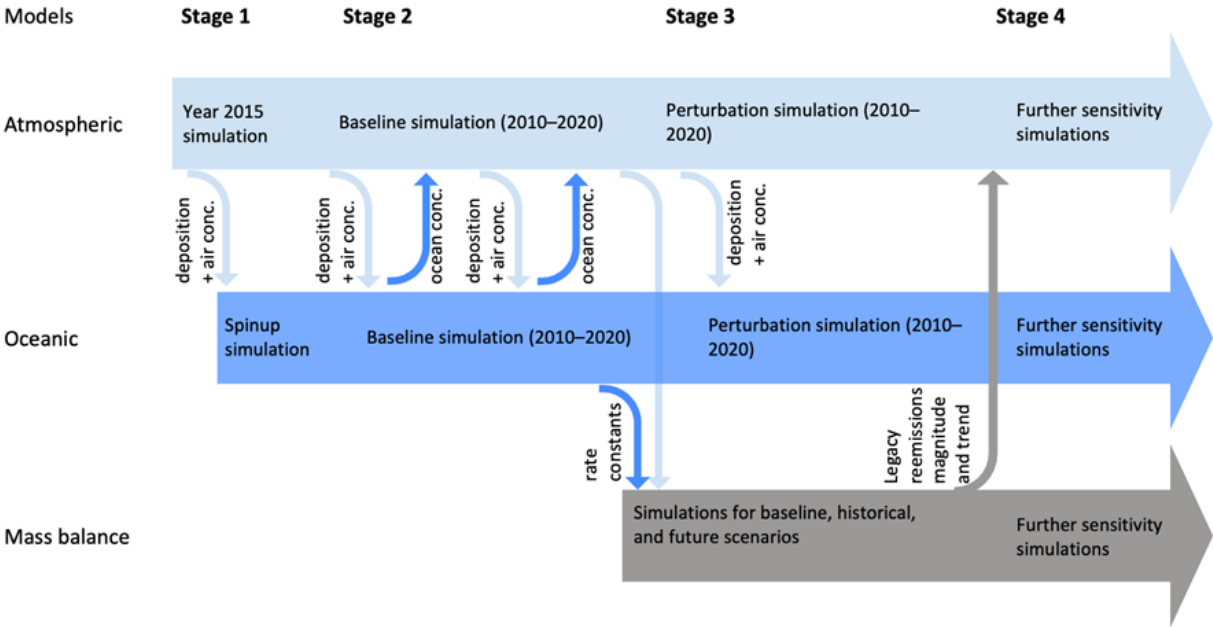 Models
Stage 1
Stage 2
Stage 3
Stage 4
Atmospheric
Year 2015
simulation
Baseline simulation (2010–2020)
Perturbation simulation (2010–
2020)
Further sensitivity
simulations
deposition
+ air conc.
deposition
+ air conc.
ocean conc.
deposition
+ air conc.
ocean conc.
deposition
+ air conc.
Oceanic
Spinup
simulation
Baseline simulation (2010–2020)
Perturbation simulation (2010–
2020)
Further sensitivity
simulations
rate
constants
Legacy
reemissions
magnitude
and trend
Mass balance
Simulations for baseline, historical,
and future scenarios
Further sensitivity
simulations